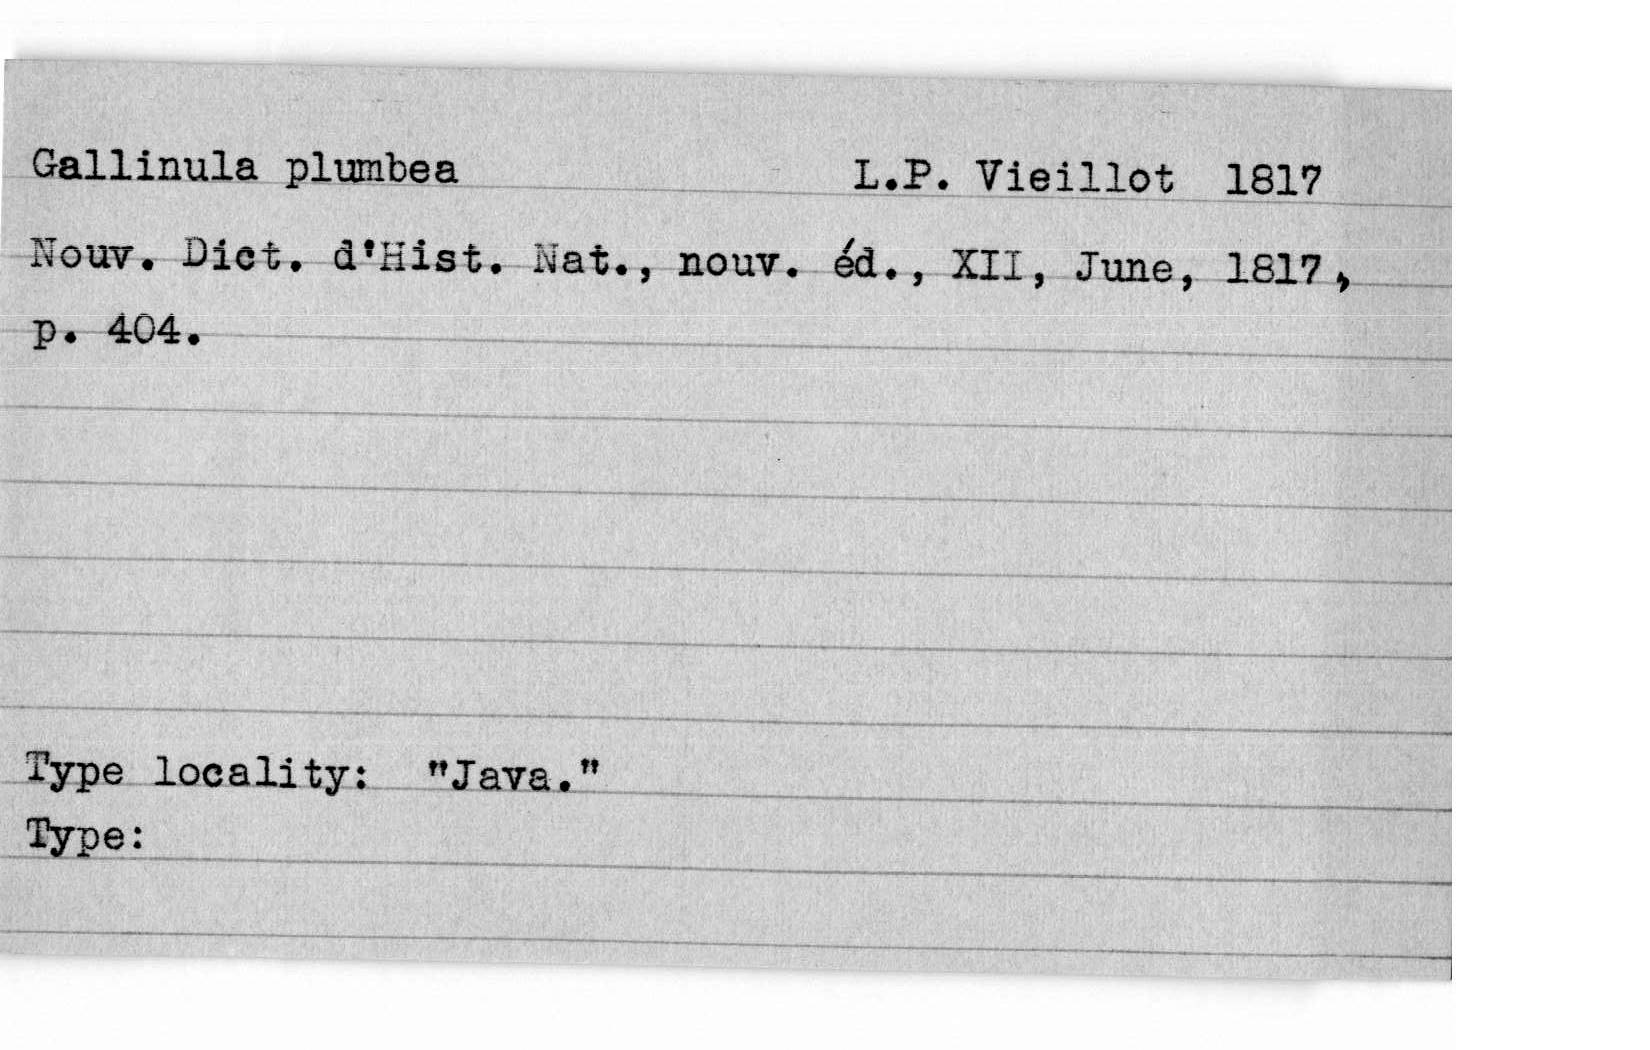 Gallinula plumbea L.P. Vieillot 1817
Nouv. Dict. d'Hist. Nat., nouv. éd., XII, June, 1817,
p. 404.
Type locality: "Java."
Type: